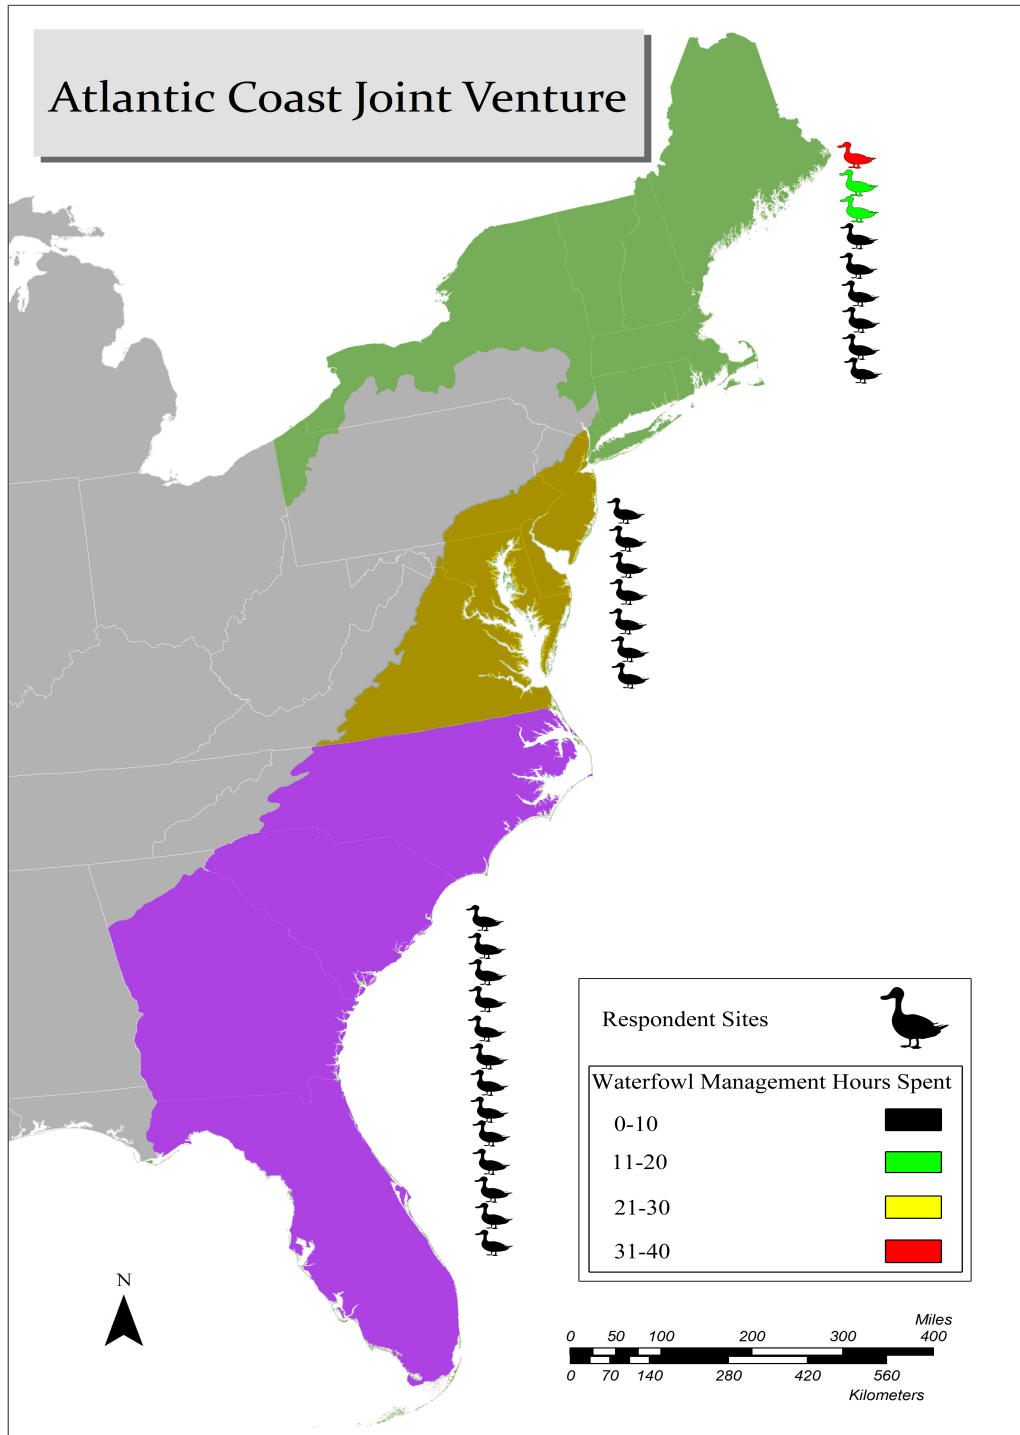 Atlantic Coast Joint Venture
Respondent Sites
Waterfowl Management Hours Spent
0-10
11-20
21-30
31-40
N
Miles
0 50 100 200 300 400
0 70 140 280 420 560
Kilometers